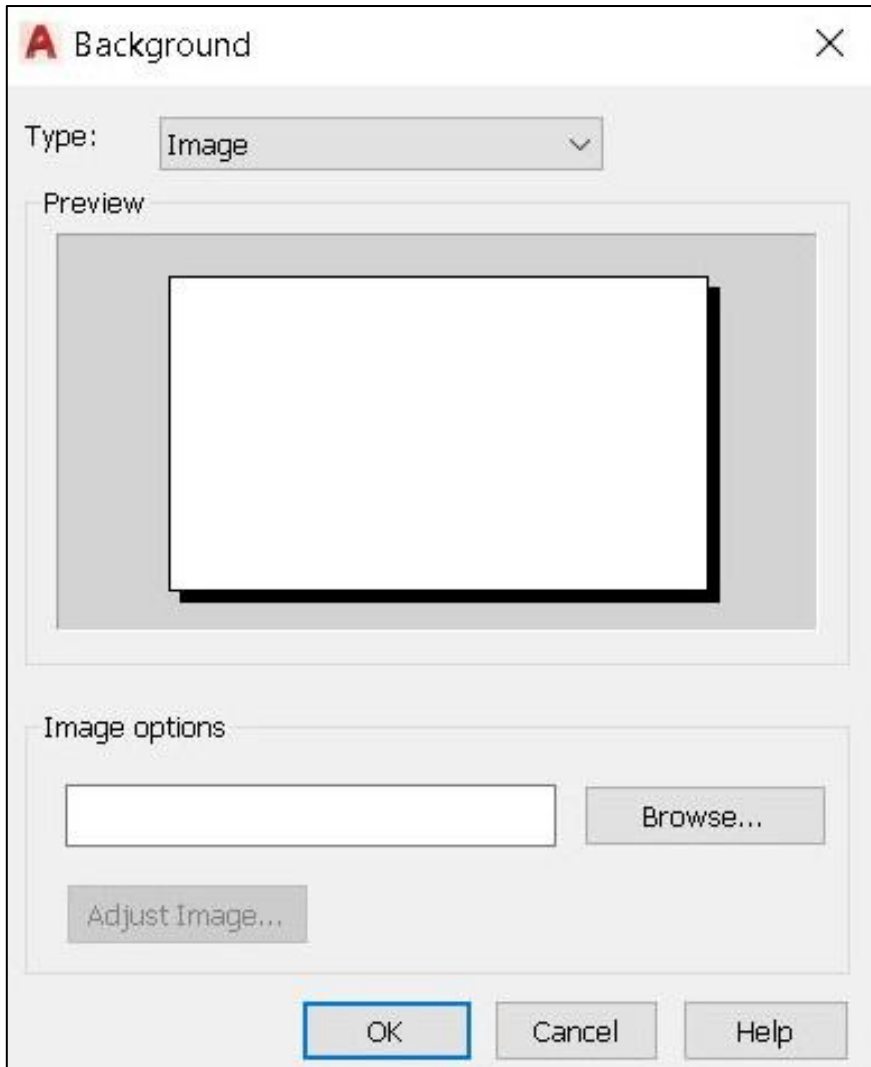 Background
Type: Image
Preview
Image options
Browse...
Adjust Image...
OK Cancel Help